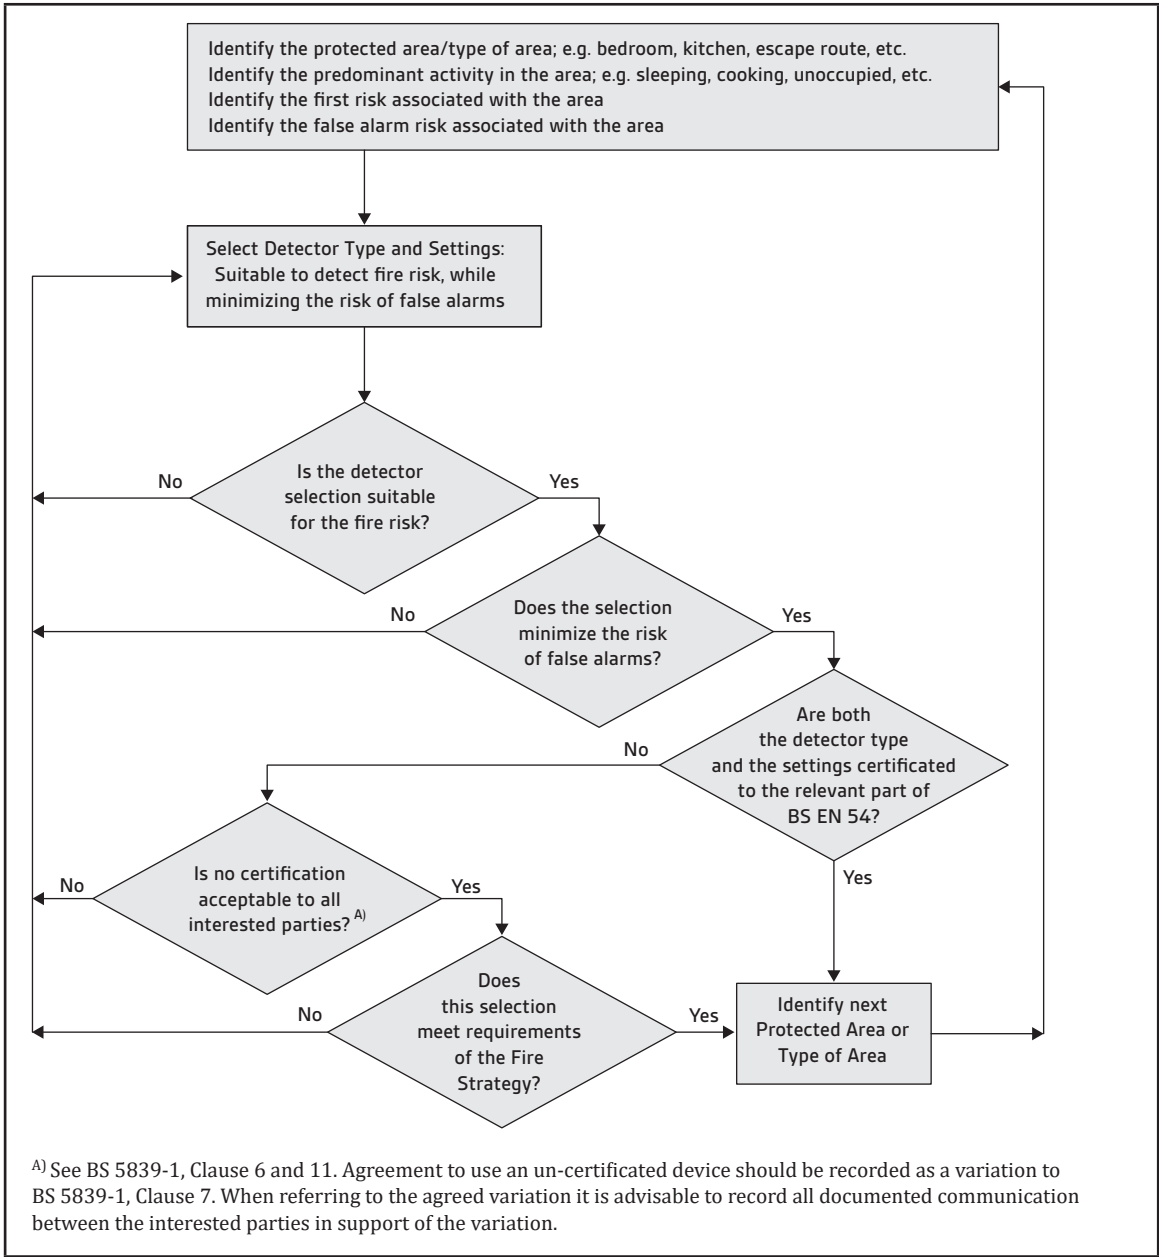 Identify the protected area/type of area; e.g. bedroom, kitchen, escape route, etc.
Identify the predominant activity in the area; e.g. sleeping, cooking, unoccupied, etc.
Identify the first risk associated with the area
Identify the false alarm risk associated with the area
Select Detector Type and Settings:
Suitable to detect fire risk, while
minimizing the risk of false alarms
Is the detector
selection suitable
for the fire risk?
No
Yes
Does the selection
minimize the risk
of false alarms?
No
Yes
Are both
the detector type
and the settings certificated
to the relevant part of
BS EN 54?
No
Yes
Is no certification
acceptable to all
interested parties? A)
No
Yes
Does
this selection
meet requirements
of the Fire
Strategy?
No
Yes
Identify next
Protected Area or
Type of Area
A) See BS 5839-1, Clause 6 and 11. Agreement to use an un-certificated device should be recorded as a variation to
BS 5839-1, Clause 7. When referring to the agreed variation it is advisable to record all documented communication
between the interested parties in support of the variation.